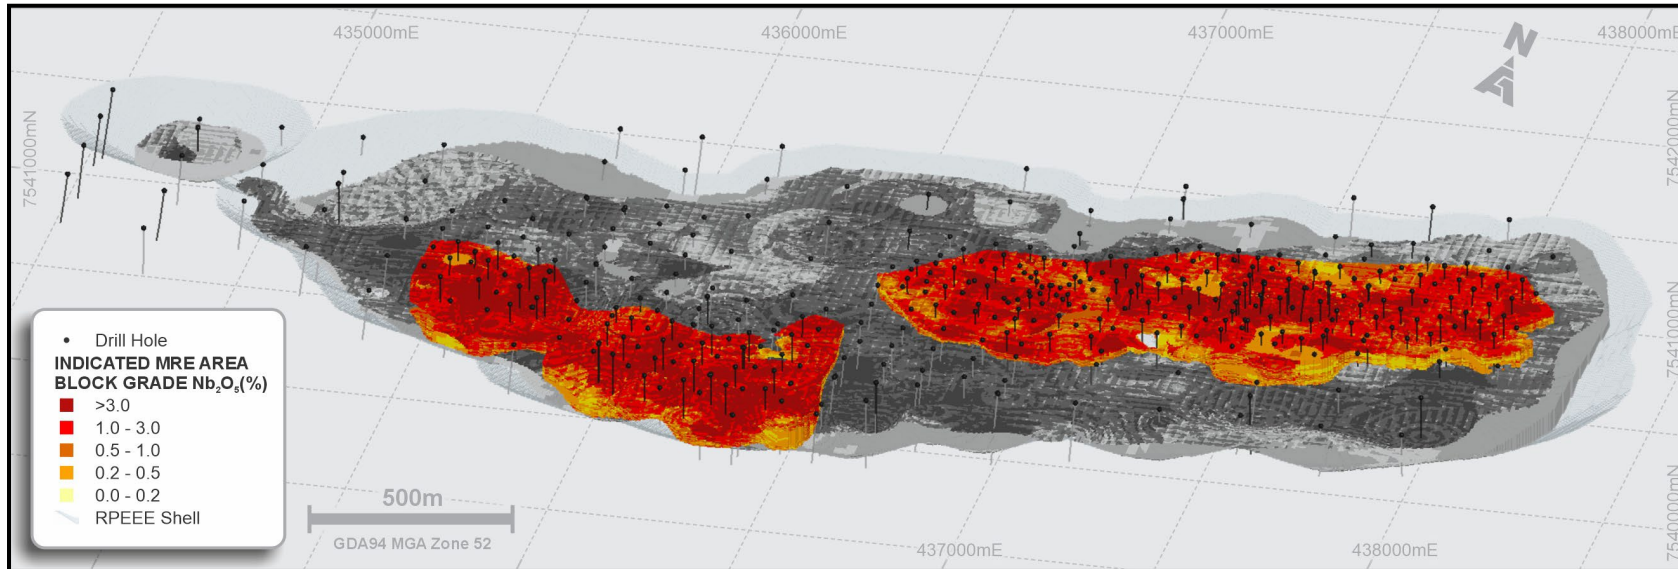 435000mE
436000mE
437000mE
438000mE
N
7541000mN
7542000mN
7541000mN
7540000mN
Drill Hole
INDICATED MRE AREA
BLOCK GRADE Nb₂O₅(%)
>3.0
1.0 - 3.0
0.5 - 1.0
0.2 - 0.5
0.0 - 0.2
RPEEE Shell
500m
GDA94 MGA Zone 52
437000mE
438000mE